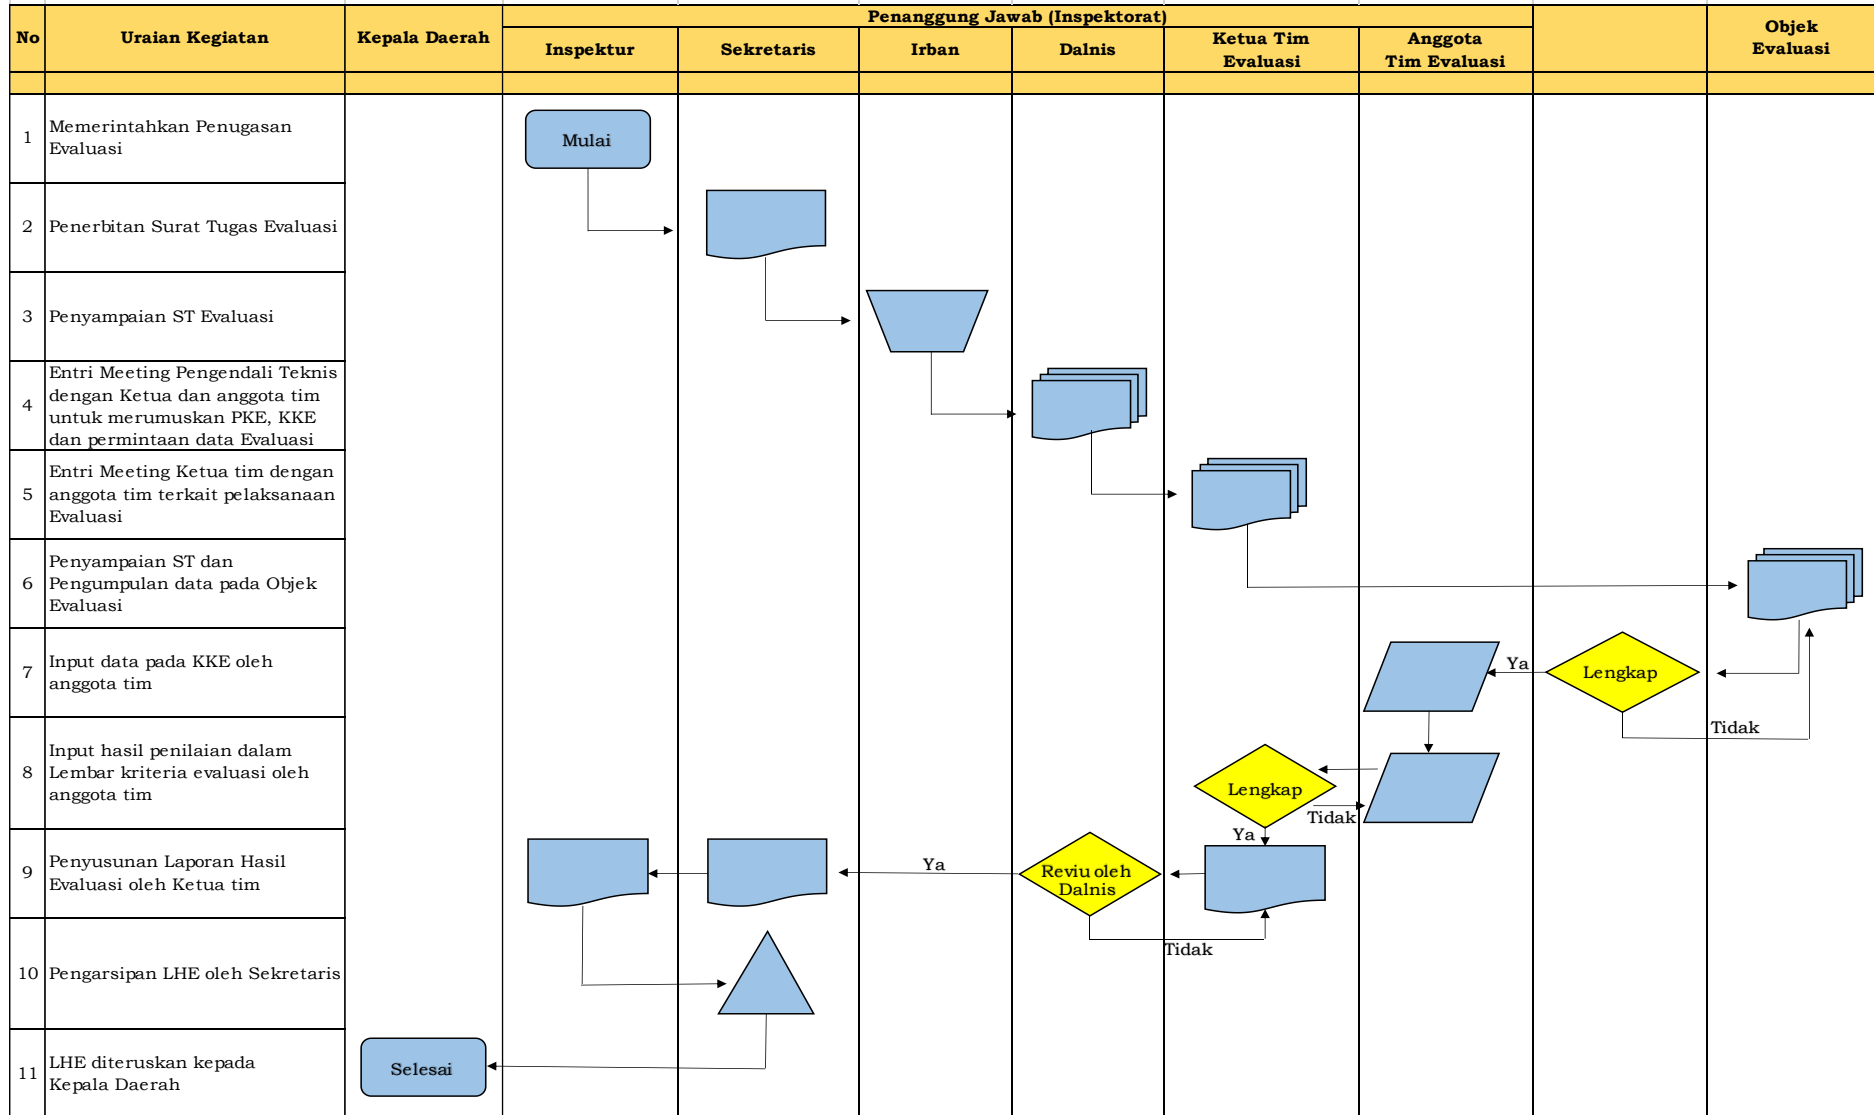 Penanggung Jawab (Inspektorat)
No
Uraian Kegiatan
Kepala Daerah
Inspektur
Sekretaris
Irban
Dalnis
Ketua Tim
Evaluasi
Anggota
Tim Evaluasi
Objek
Evaluasi
1
Memerintahkan Penugasan
Evaluasi
Mulai
2
Penerbitan Surat Tugas Evaluasi
3
Penyampaian ST Evaluasi
4
Entri Meeting Pengendali Teknis
dengan Ketua dan anggota tim
untuk merumuskan PKE, KKE
dan permintaan data Evaluasi
5
Entri Meeting Ketua tim dengan
anggota tim terkait pelaksanaan
Evaluasi
6
Penyampaian ST dan
Pengumpulan data pada Objek
Evaluasi
7
Input data pada KKE oleh
anggota tim
Ya
Lengkap
Tidak
8
Input hasil penilaian dalam
Lembar kriteria evaluasi oleh
anggota tim
Lengkap
Tidak
Ya
9
Penyusunan Laporan Hasil
Evaluasi oleh Ketua tim
Ya
Reviu oleh
Dalnis
Tidak
10
Pengarsipan LHE oleh Sekretaris
11
LHE diteruskan kepada
Kepala Daerah
Selesai